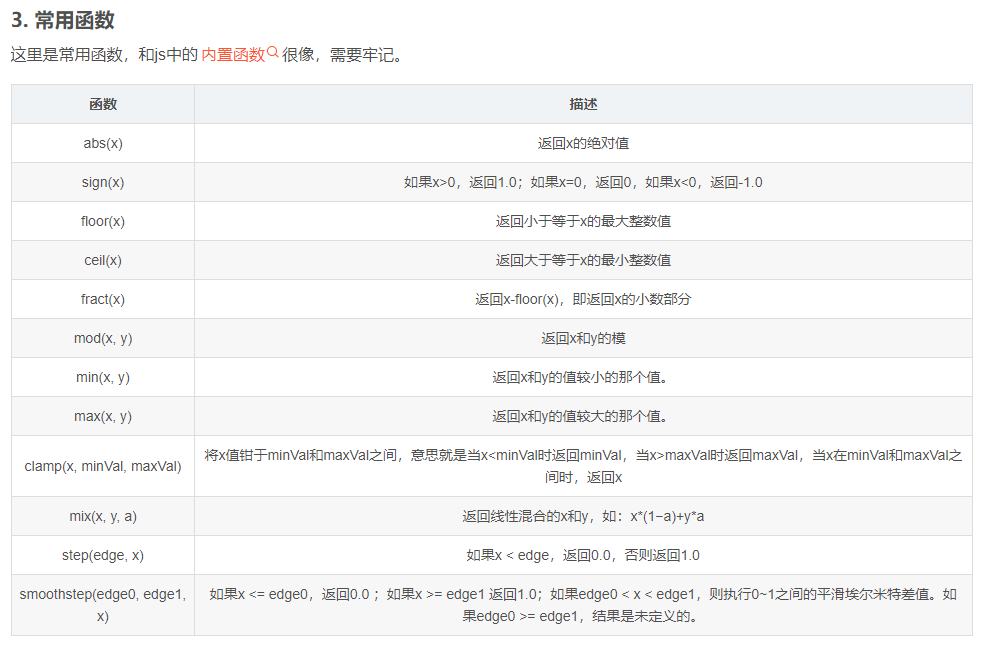 3. 常用函数
这里是常用函数，和js中的 内置函数 很像，需要牢记。
函数 描述
abs(x) 返回x的绝对值
sign(x) 如果x>0，返回1.0；如果x=0，返回0，如果x<0，返回-1.0
floor(x) 返回小于等于x的最大整数值
ceil(x) 返回大于等于x的最小整数值
fract(x) 返回x-floor(x)，即返回x的小数部分
mod(x, y) 返回x和y的模
min(x, y) 返回x和y的值较小的那个值。
max(x, y) 返回x和y的值较大的那个值。
clamp(x, minVal, maxVal) 将x值钳于minVal和maxVal之间，意思就是当x<minVal时返回minVal，当x>maxVal时返回maxVal，当x在minVal和maxVal之
间时，返回x
mix(x, y, a) 返回线性混合的x和y，如：x*(1−a)+y*a
step(edge, x) 如果x < edge，返回0.0，否则返回1.0
smoothstep(edge0, edge1, 如果x <= edge0，返回0.0 ；如果x >= edge1 返回1.0；如果edge0 < x < edge1，则执行0~1之间的平滑埃尔米特差值。如
x) 果edge0 >= edge1，结果是未定义的。